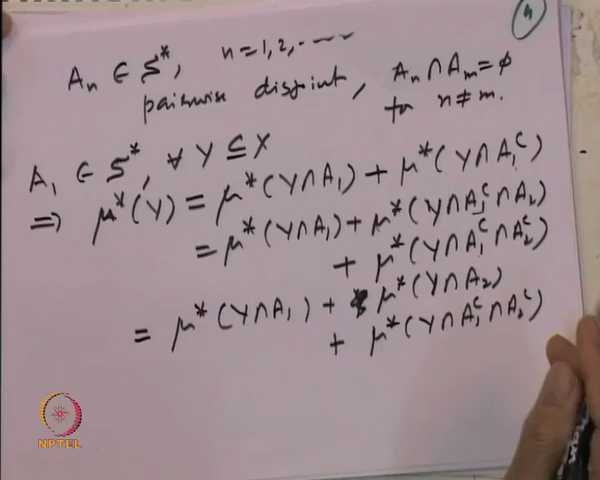 4
Aₙ ∈ S*, n = 1, 2, ----
pairwise disjoint, Aₙ ∩ Aₘ = φ
for n ≠ m.
A₁ ∈ S*, ∀ Y ⊆ X
⇒ μ*(Y) = μ*(Y∩A₁) + μ*(Y∩A₁ᶜ)
= μ*(Y∩A₁) + μ*(Y∩A₁ᶜ∩A₂)
+ μ*(Y∩A₁ᶜ∩A₂ᶜ)
= μ*(Y∩A₁) + μ*(Y∩A₂)
+ μ*(Y∩A₁ᶜ∩A₂ᶜ)
NPTEL